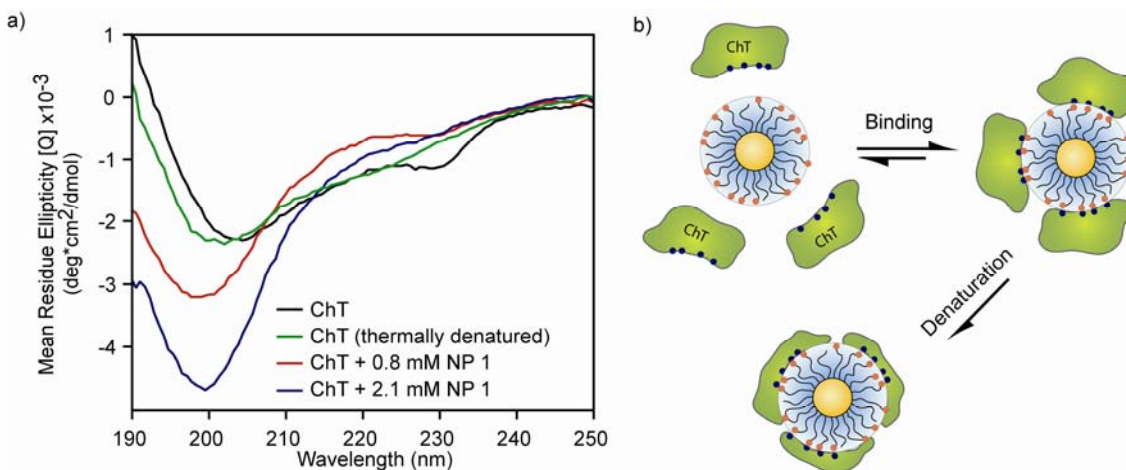 a)
Mean Residue Ellipticity [Q] x10-3
(deg*cm2/dmol)
1
0
-1
-2
-3
-4
190 200 210 220 230 240 250
Wavelength (nm)
ChT
ChT (thermally denatured)
ChT + 0.8 mM NP 1
ChT + 2.1 mM NP 1
b)
ChT
ChT
ChT
Binding
Denaturation